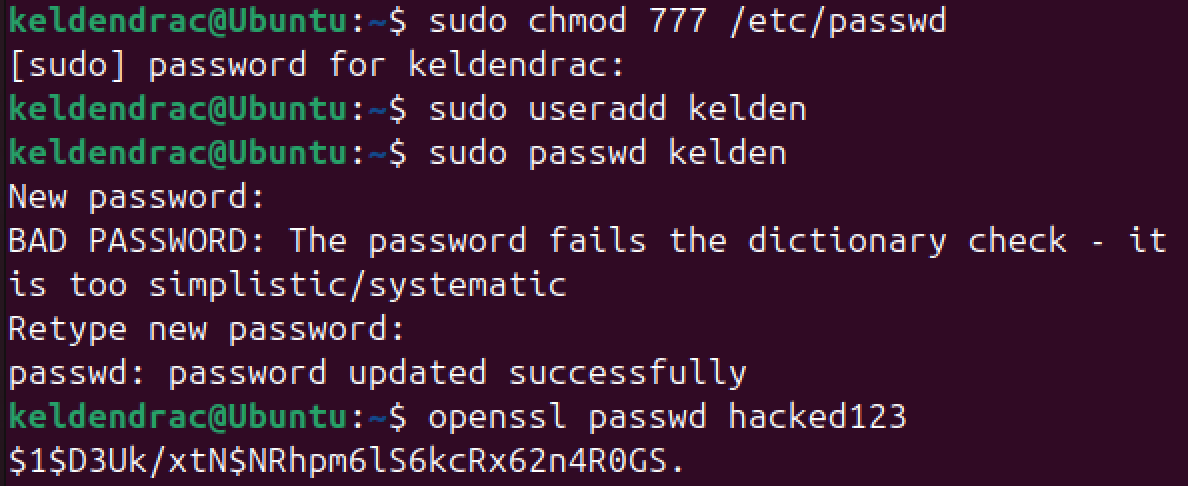 keldendrac@Ubuntu:~$ sudo chmod 777 /etc/passwd
[sudo] password for keldendrac:
keldendrac@Ubuntu:~$ sudo useradd kelden
keldendrac@Ubuntu:~$ sudo passwd kelden
New password:
BAD PASSWORD: The password fails the dictionary check - it
is too simplistic/systematic
Retype new password:
passwd: password updated successfully
keldendrac@Ubuntu:~$ openssl passwd hacked123
$1$D3Uk/xtN$NRhpm6lS6kcRx62n4R0GS.